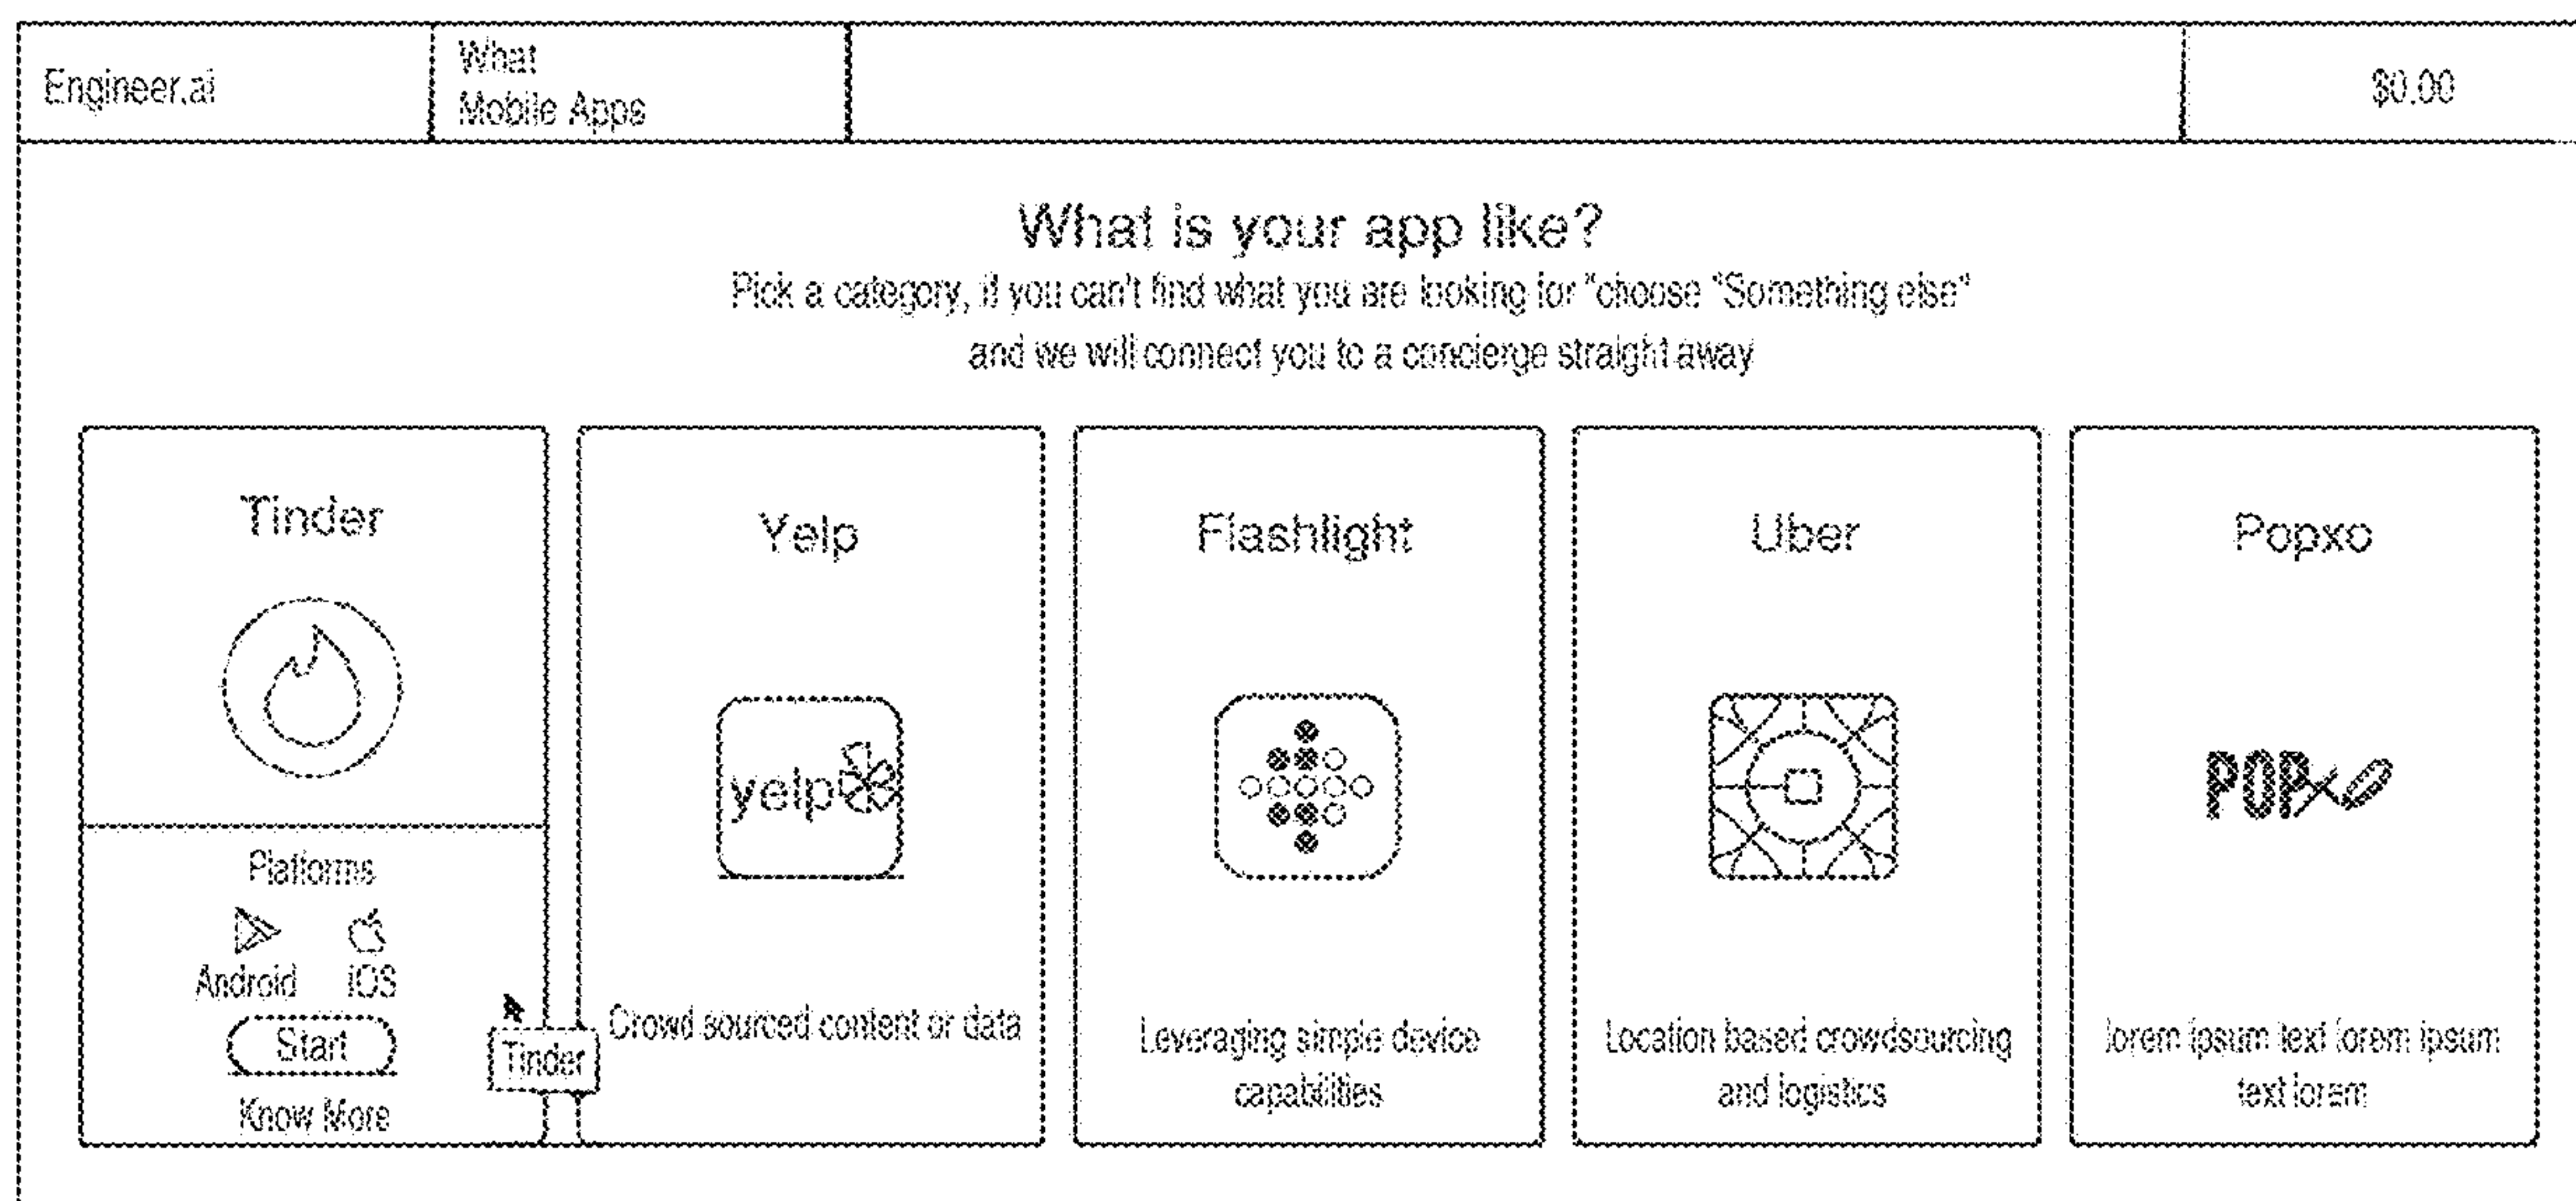 Engineer.ai
What
Mobile Apps
$0.00
What is your app like?
Pick a category, if you can't find what you are looking for "choose "Something else"
and we will connect you to a concierge straight away
Tinder
Platforms
Android iOS
Start
Know More
Tinder
Yelp
yelp
Crowd sourced content or data
Flashlight
Leveraging simple device
capabilities
Uber
Location based crowdsourcing
and logistics
Popxo
POPxo
lorem ipsum text lorem ipsum
text lorem